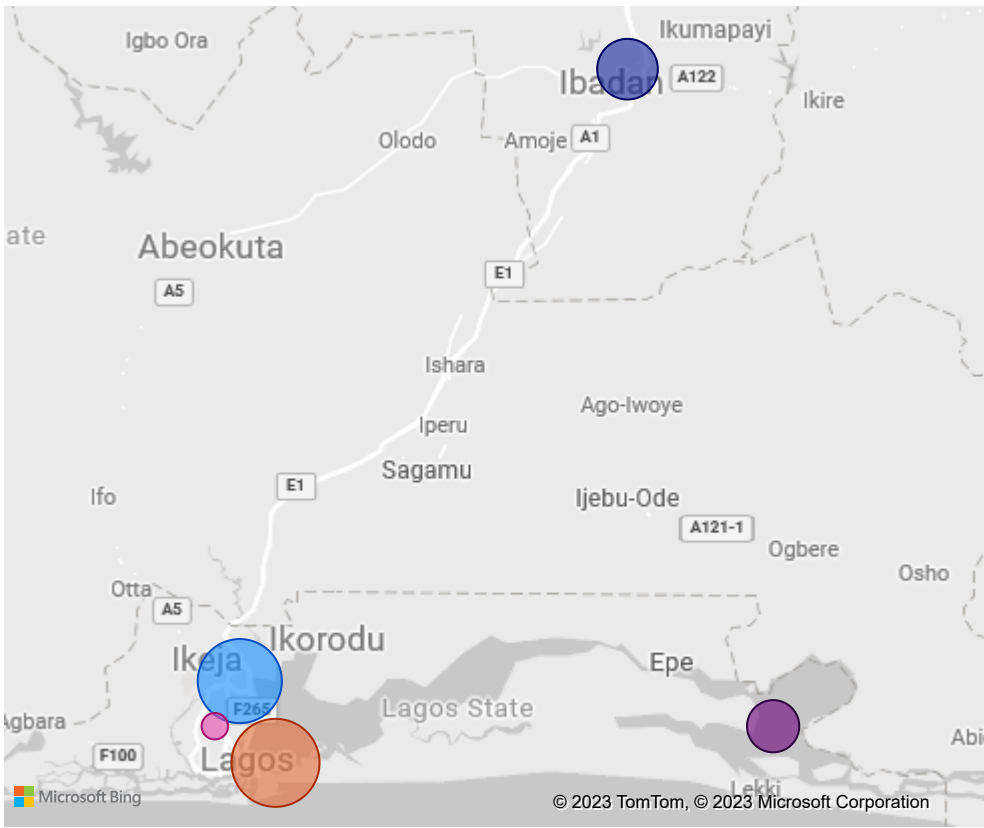 Ikumapayi
Igbo Ora
Ibadan
A122
Ikire
Olodo
Amoje
A1
ate
Abeokuta
E1
A5
Ishara
Ago-Iwoye
Iperu
Sagamu
E1
Ifo
Ijebu-Ode
A121-1
Ogbere
Osho
Otta
A5
Ikorodu
Ikeja
Epe
F265
Lagos State
Agbara
Abi
F100
Lagos
Lekki
Microsoft Bing
© 2023 TomTom, © 2023 Microsoft Corporation